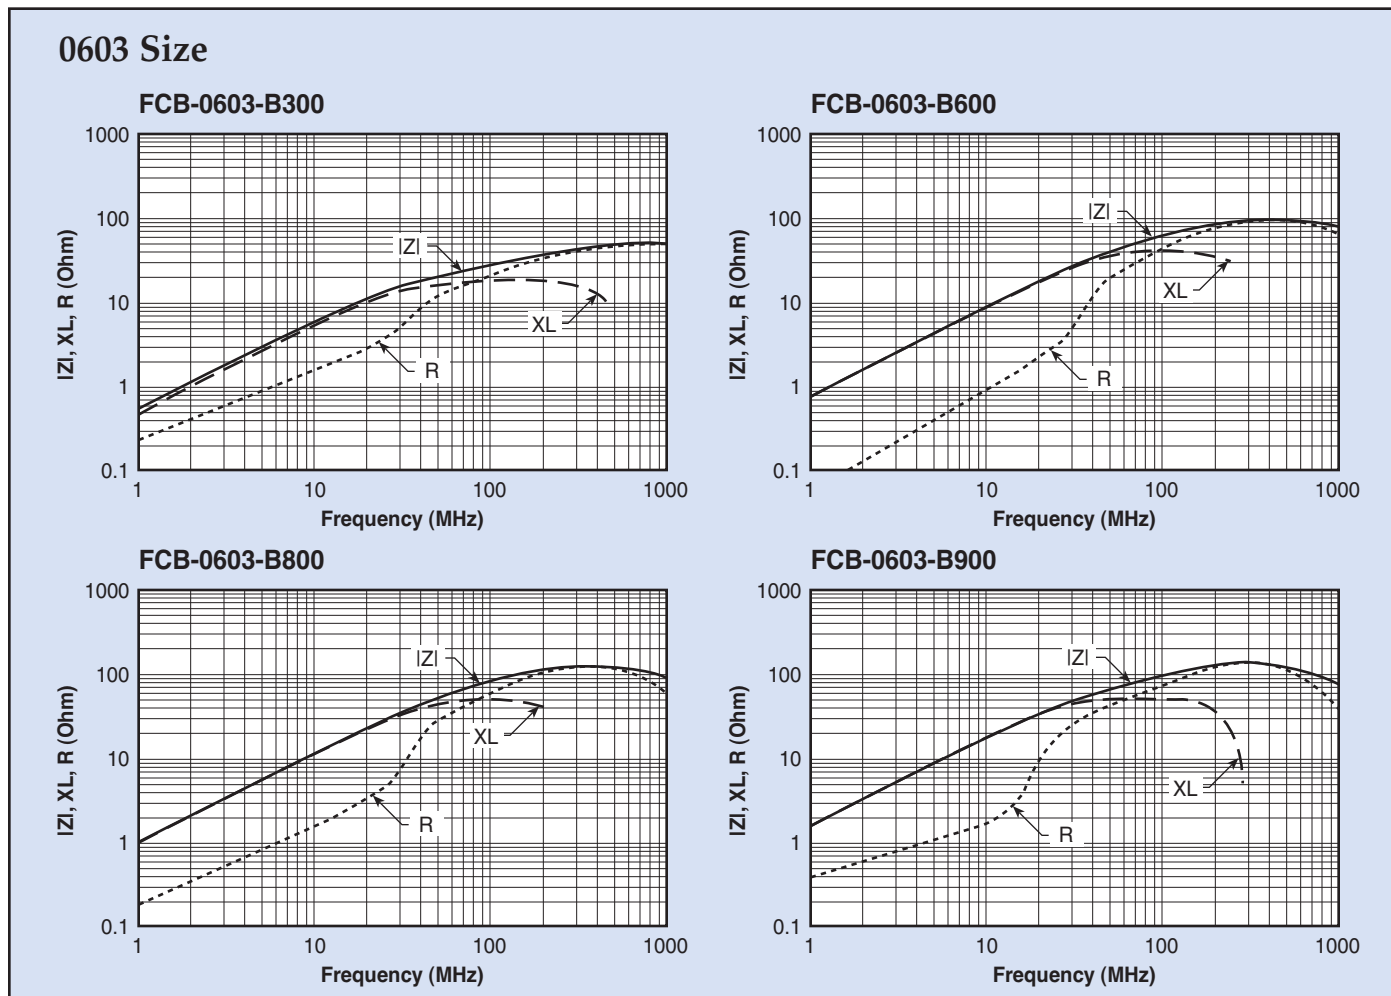 0603 Size
FCB-0603-B300
1000
100
10
1
0.1
|Z|, XL, R (Ohm)
|Z|
XL
R
1 10 100 1000
Frequency (MHz)
FCB-0603-B600
1000
100
10
1
0.1
|Z|, XL, R (Ohm)
|Z|
XL
R
1 10 100 1000
Frequency (MHz)
FCB-0603-B800
1000
100
10
1
0.1
|Z|, XL, R (Ohm)
|Z|
XL
R
1 10 100 1000
Frequency (MHz)
FCB-0603-B900
1000
100
10
1
0.1
|Z|, XL, R (Ohm)
|Z|
XL
R
1 10 100 1000
Frequency (MHz)